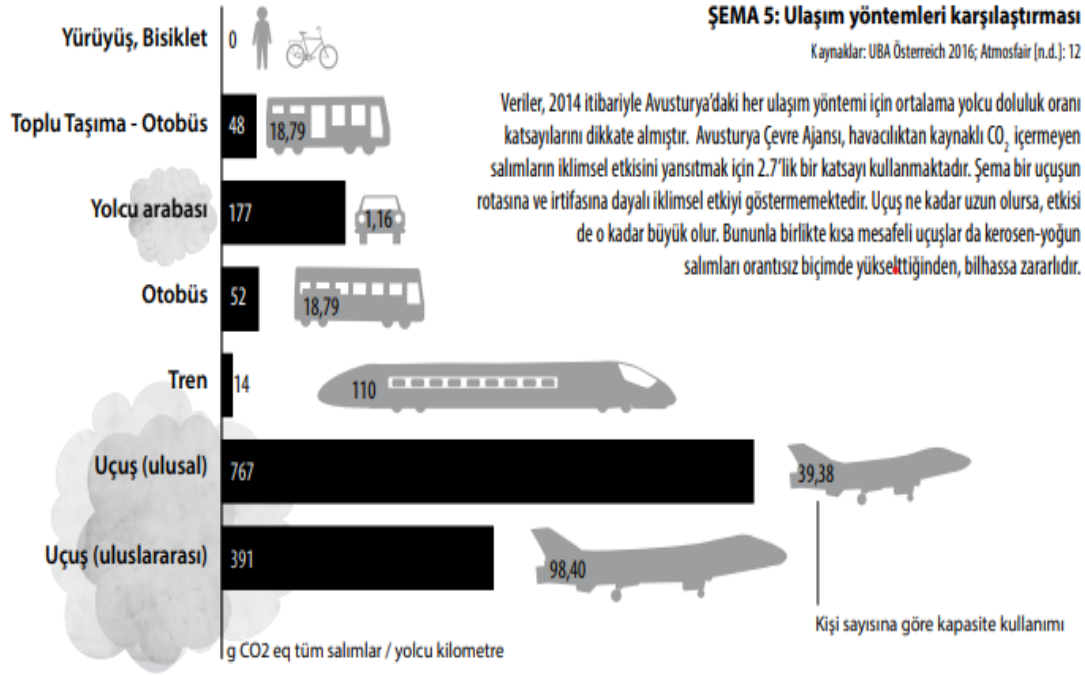 ŞEMA 5: Ulaşım yöntemleri karşılaştırması
Kaynaklar: UBA Österreich 2016; Atmosfair (n.d.): 12
Veriler, 2014 itibariyle Avusturya'daki her ulaşım yöntemi için ortalama yolcu doluluk oranı
katsayılarını dikkate almıştır. Avusturya Çevre Ajansı, havacılıktan kaynaklı CO₂ içermeyen
salımların iklimsel etkisini yansıtmak için 2.7'lik bir katsayı kullanmaktadır. Şema bir uçuşun
rotasına ve irtifasına dayalı iklimsel etkiyi göstermemektedir. Uçuş ne kadar uzun olursa, etkisi
de o kadar büyük olur. Bununla birlikte kısa mesafeli uçuşlar da kerosen-yoğun
salımları orantısız biçimde yükselttiğinden, bilhassa zararlıdır.
Yürüyüş, Bisiklet 0
Toplu Taşıma - Otobüs 48 18,79
Yolcu arabası 177 1,16
Otobüs 52 18,79
Tren 14 110
Uçuş (ulusal) 767 39,38
Uçuş (uluslararası) 391 98,40
Kişi sayısına göre kapasite kullanımı
g CO2 eq tüm salımlar / yolcu kilometre